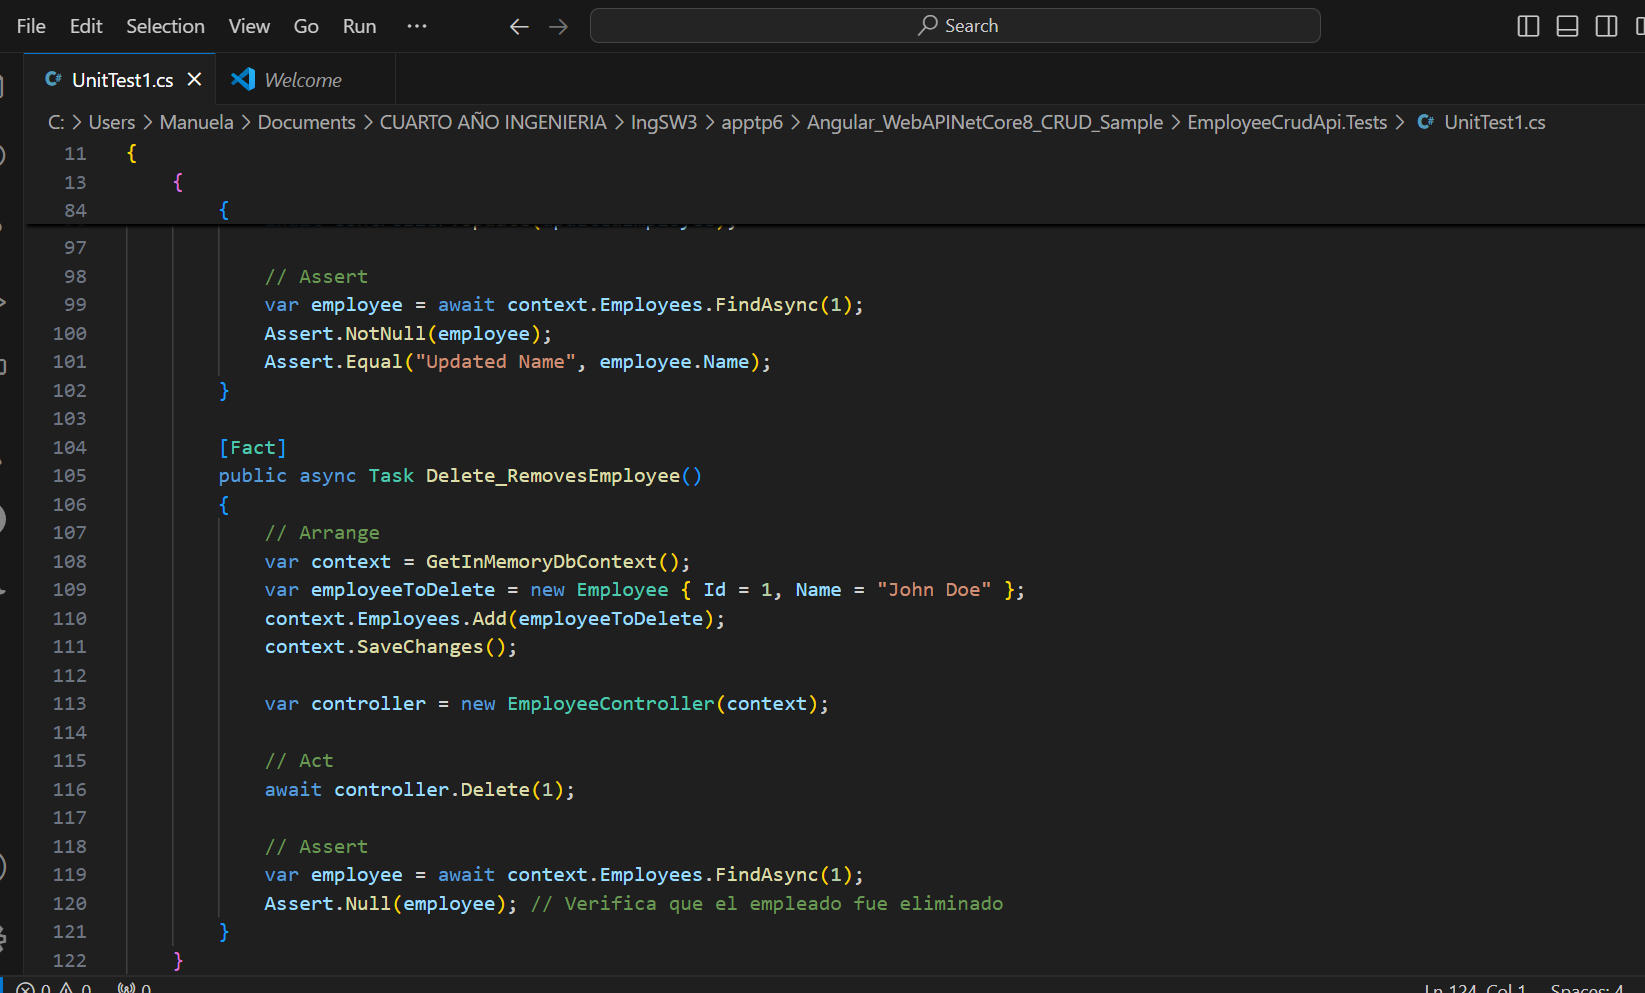 File Edit Selection View Go Run ··· ← → Search
C# UnitTest1.cs × Welcome
C: > Users > Manuela > Documents > CUARTO AÑO INGENIERIA > IngSW3 > apptp6 > Angular_WebAPINetCore8_CRUD_Sample > EmployeeCrudApi.Tests > C# UnitTest1.cs
11 {
13 {
84 {
97
98 // Assert
99 var employee = await context.Employees.FindAsync(1);
100 Assert.NotNull(employee);
101 Assert.Equal("Updated Name", employee.Name);
102 }
103
104 [Fact]
105 public async Task Delete_RemovesEmployee()
106 {
107 // Arrange
108 var context = GetInMemoryDbContext();
109 var employeeToDelete = new Employee { Id = 1, Name = "John Doe" };
110 context.Employees.Add(employeeToDelete);
111 context.SaveChanges();
112
113 var controller = new EmployeeController(context);
114
115 // Act
116 await controller.Delete(1);
117
118 // Assert
119 var employee = await context.Employees.FindAsync(1);
120 Assert.Null(employee); // Verifica que el empleado fue eliminado
121 }
122 }
0 0 0 Ln 124, Col 1 Spaces: 4